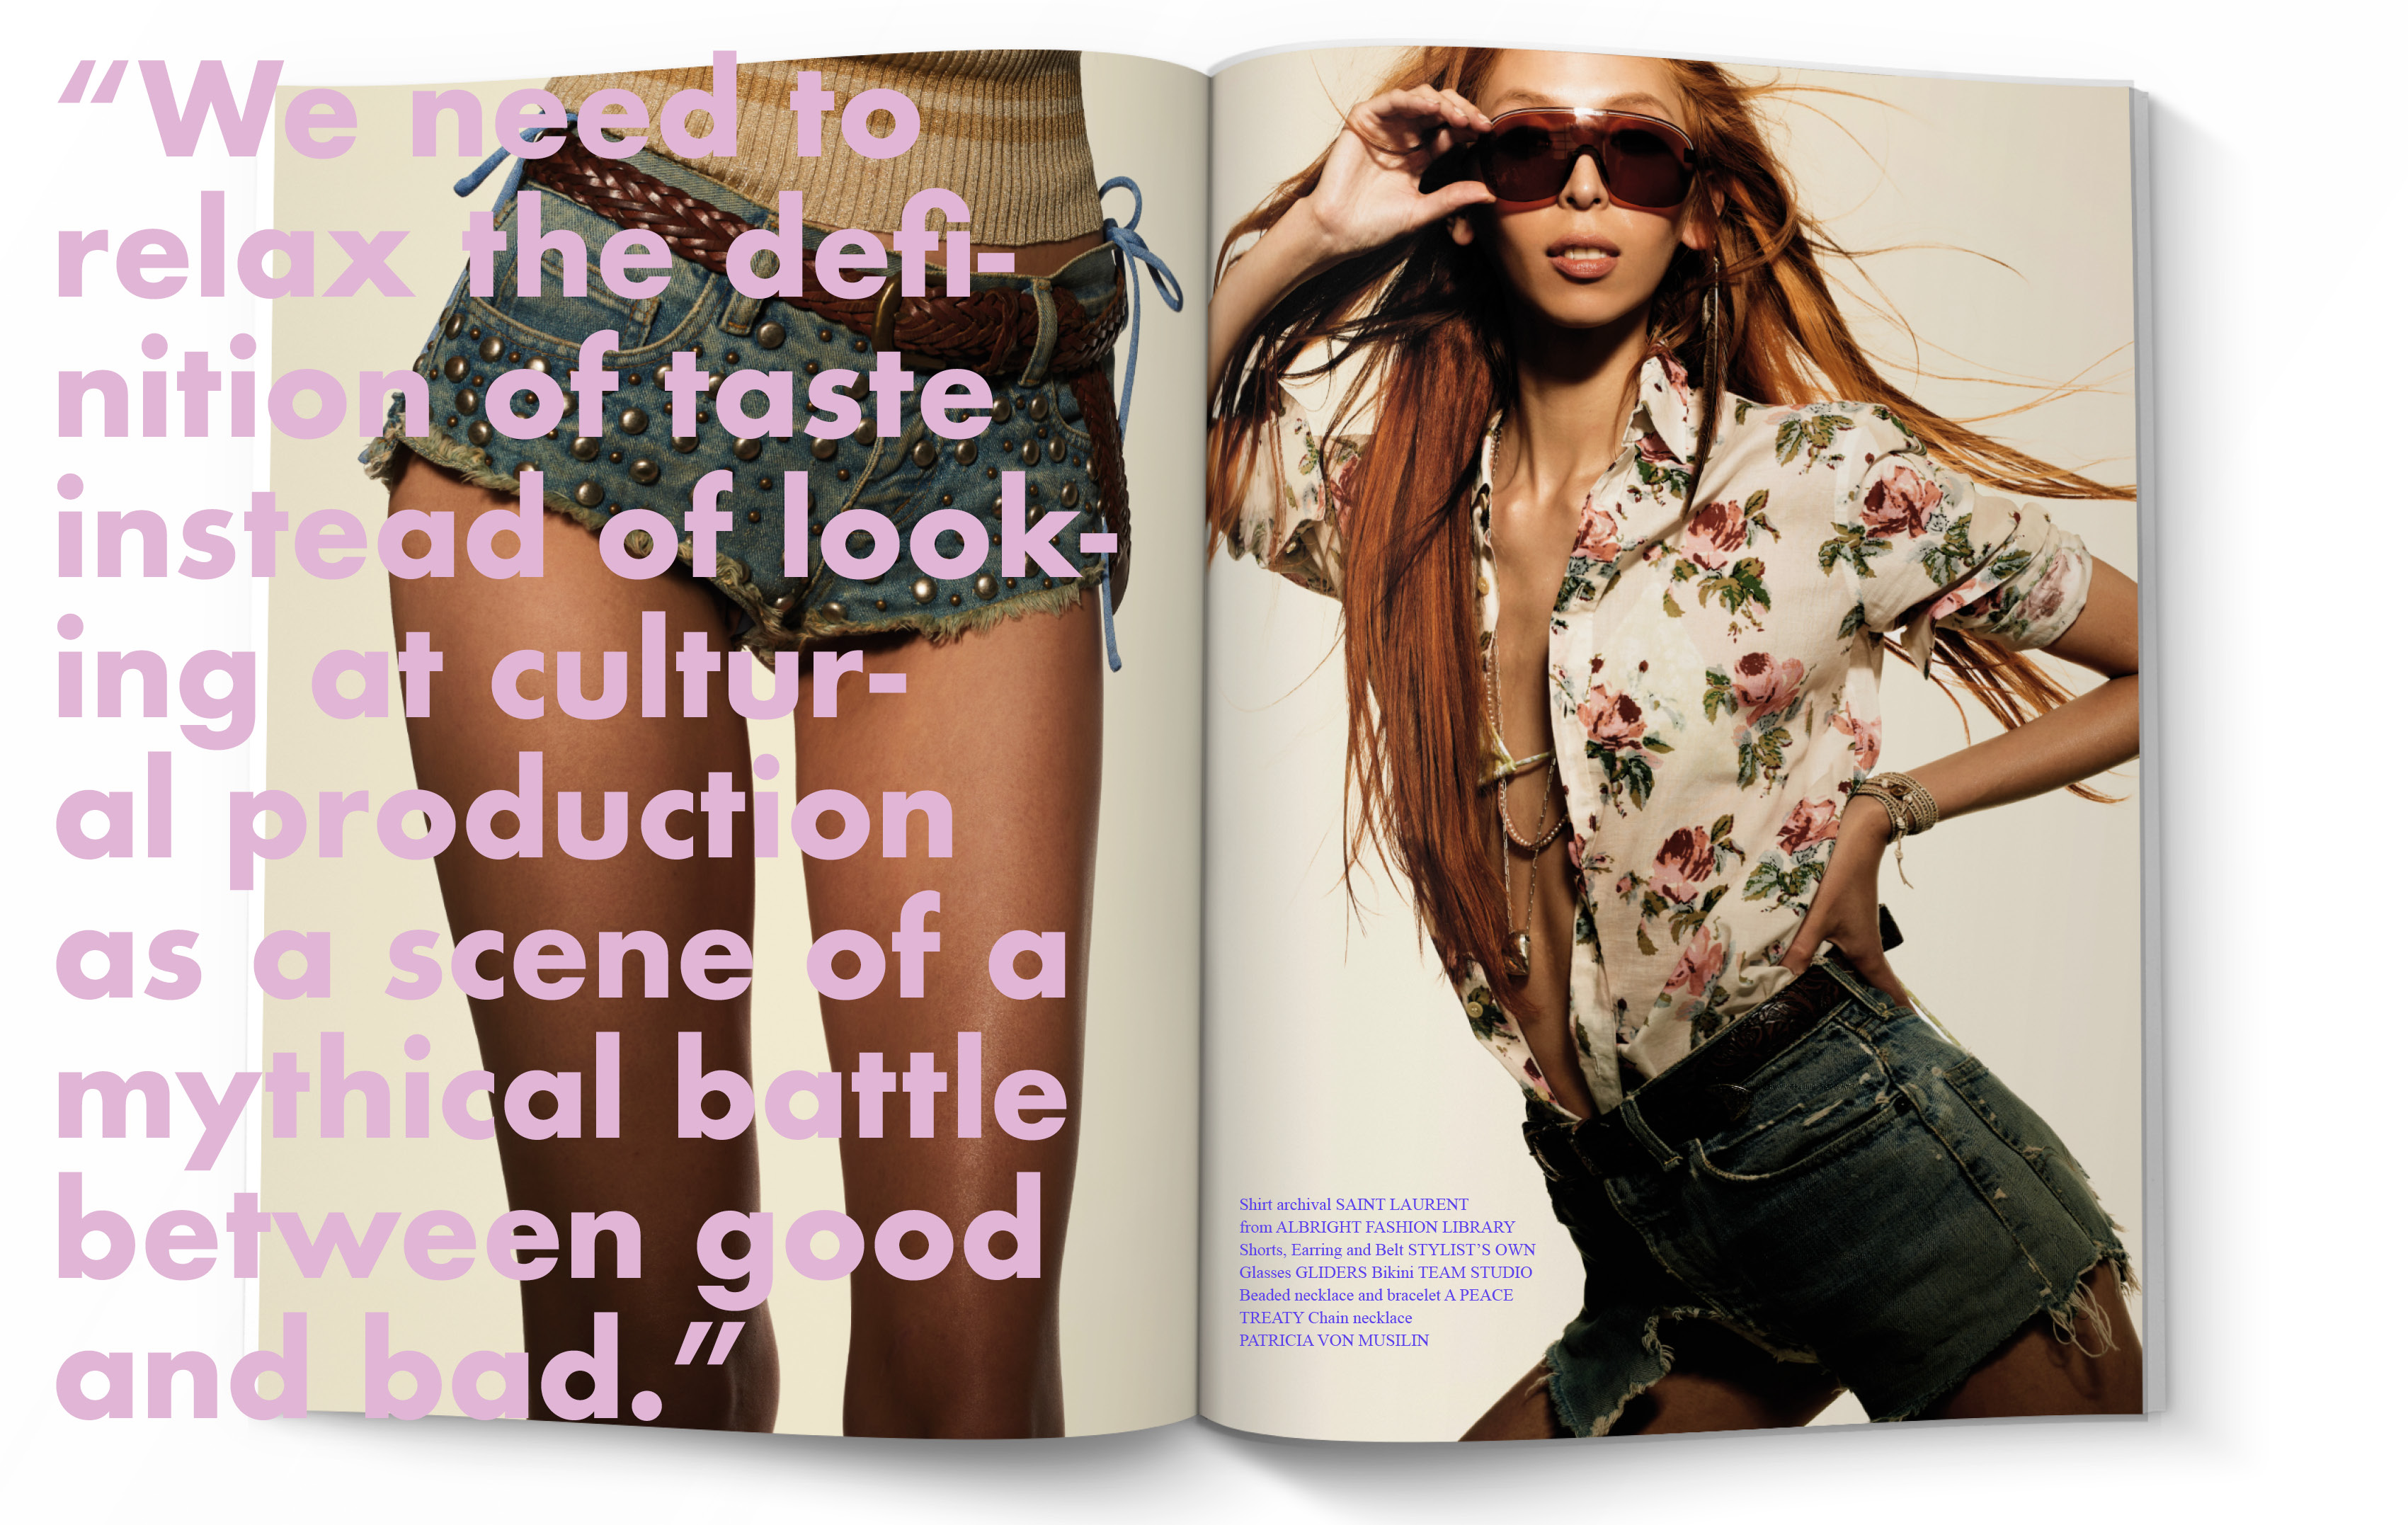 “We need to
relax the defi-
nition of taste
instead of look-
ing at cultur-
al production
as a scene of a
mythical battle
between good
and bad.”
Shirt archival SAINT LAURENT
from ALBRIGHT FASHION LIBRARY
Shorts, Earring and Belt STYLIST’S OWN
Glasses GLIDERS Bikini TEAM STUDIO
Beaded necklace and bracelet A PEACE
TREATY Chain necklace
PATRICIA VON MUSILIN